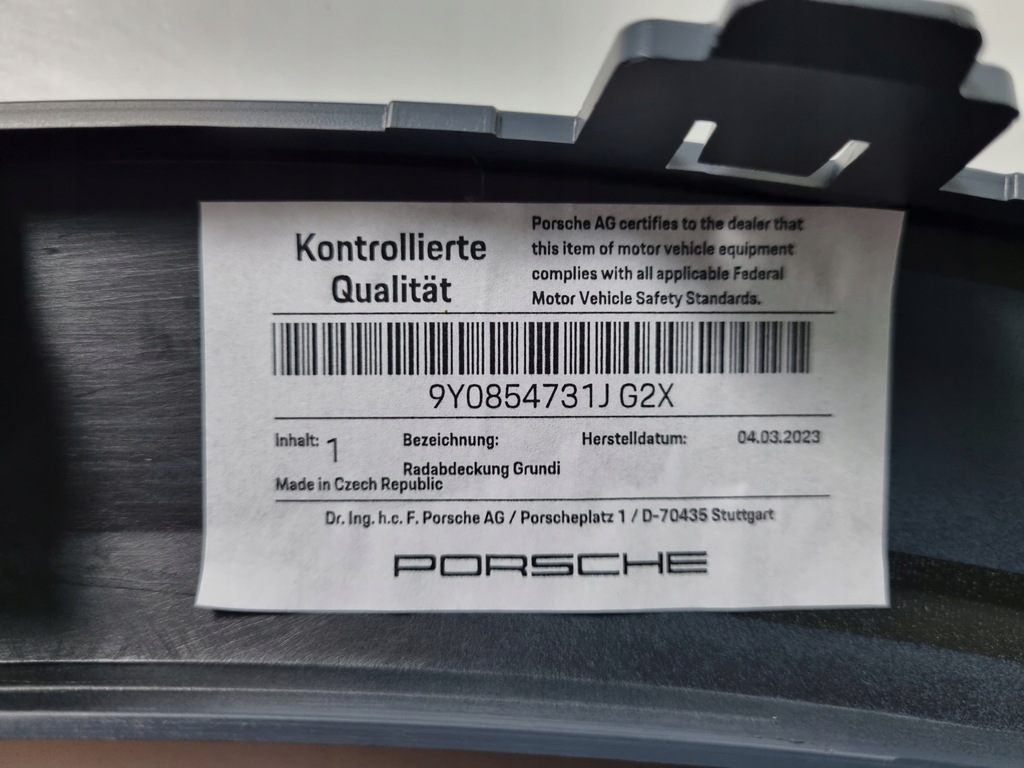 Kontrollierte
Qualität
Porsche AG certifies to the dealer that
this item of motor vehicle equipment
complies with all applicable Federal
Motor Vehicle Safety Standards.
9Y0854731J G2X
Inhalt: 1 Bezeichnung: Herstelldatum: 04.03.2023
Radabdeckung Grundi
Made in Czech Republic
Dr. Ing. h.c. F. Porsche AG / Porscheplatz 1 / D-70435 Stuttgart
PORSCHE